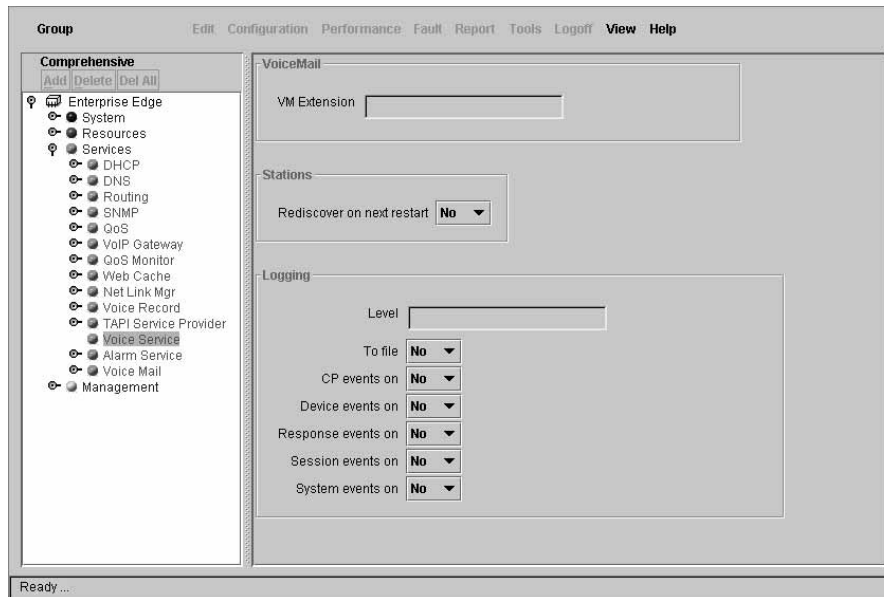 Group Edit Configuration Performance Fault Report Tools Logoff View Help
Comprehensive
Add Delete Del All
Enterprise Edge
System
Resources
Services
DHCP
DNS
Routing
SNMP
QoS
VoIP Gateway
QoS Monitor
Web Cache
Net Link Mgr
Voice Record
TAPI Service Provider
Voice Service
Alarm Service
Voice Mail
Management
VoiceMail
VM Extension
Stations
Rediscover on next restart No
Logging
Level
To file No
CP events on No
Device events on No
Response events on No
Session events on No
System events on No
Ready ...